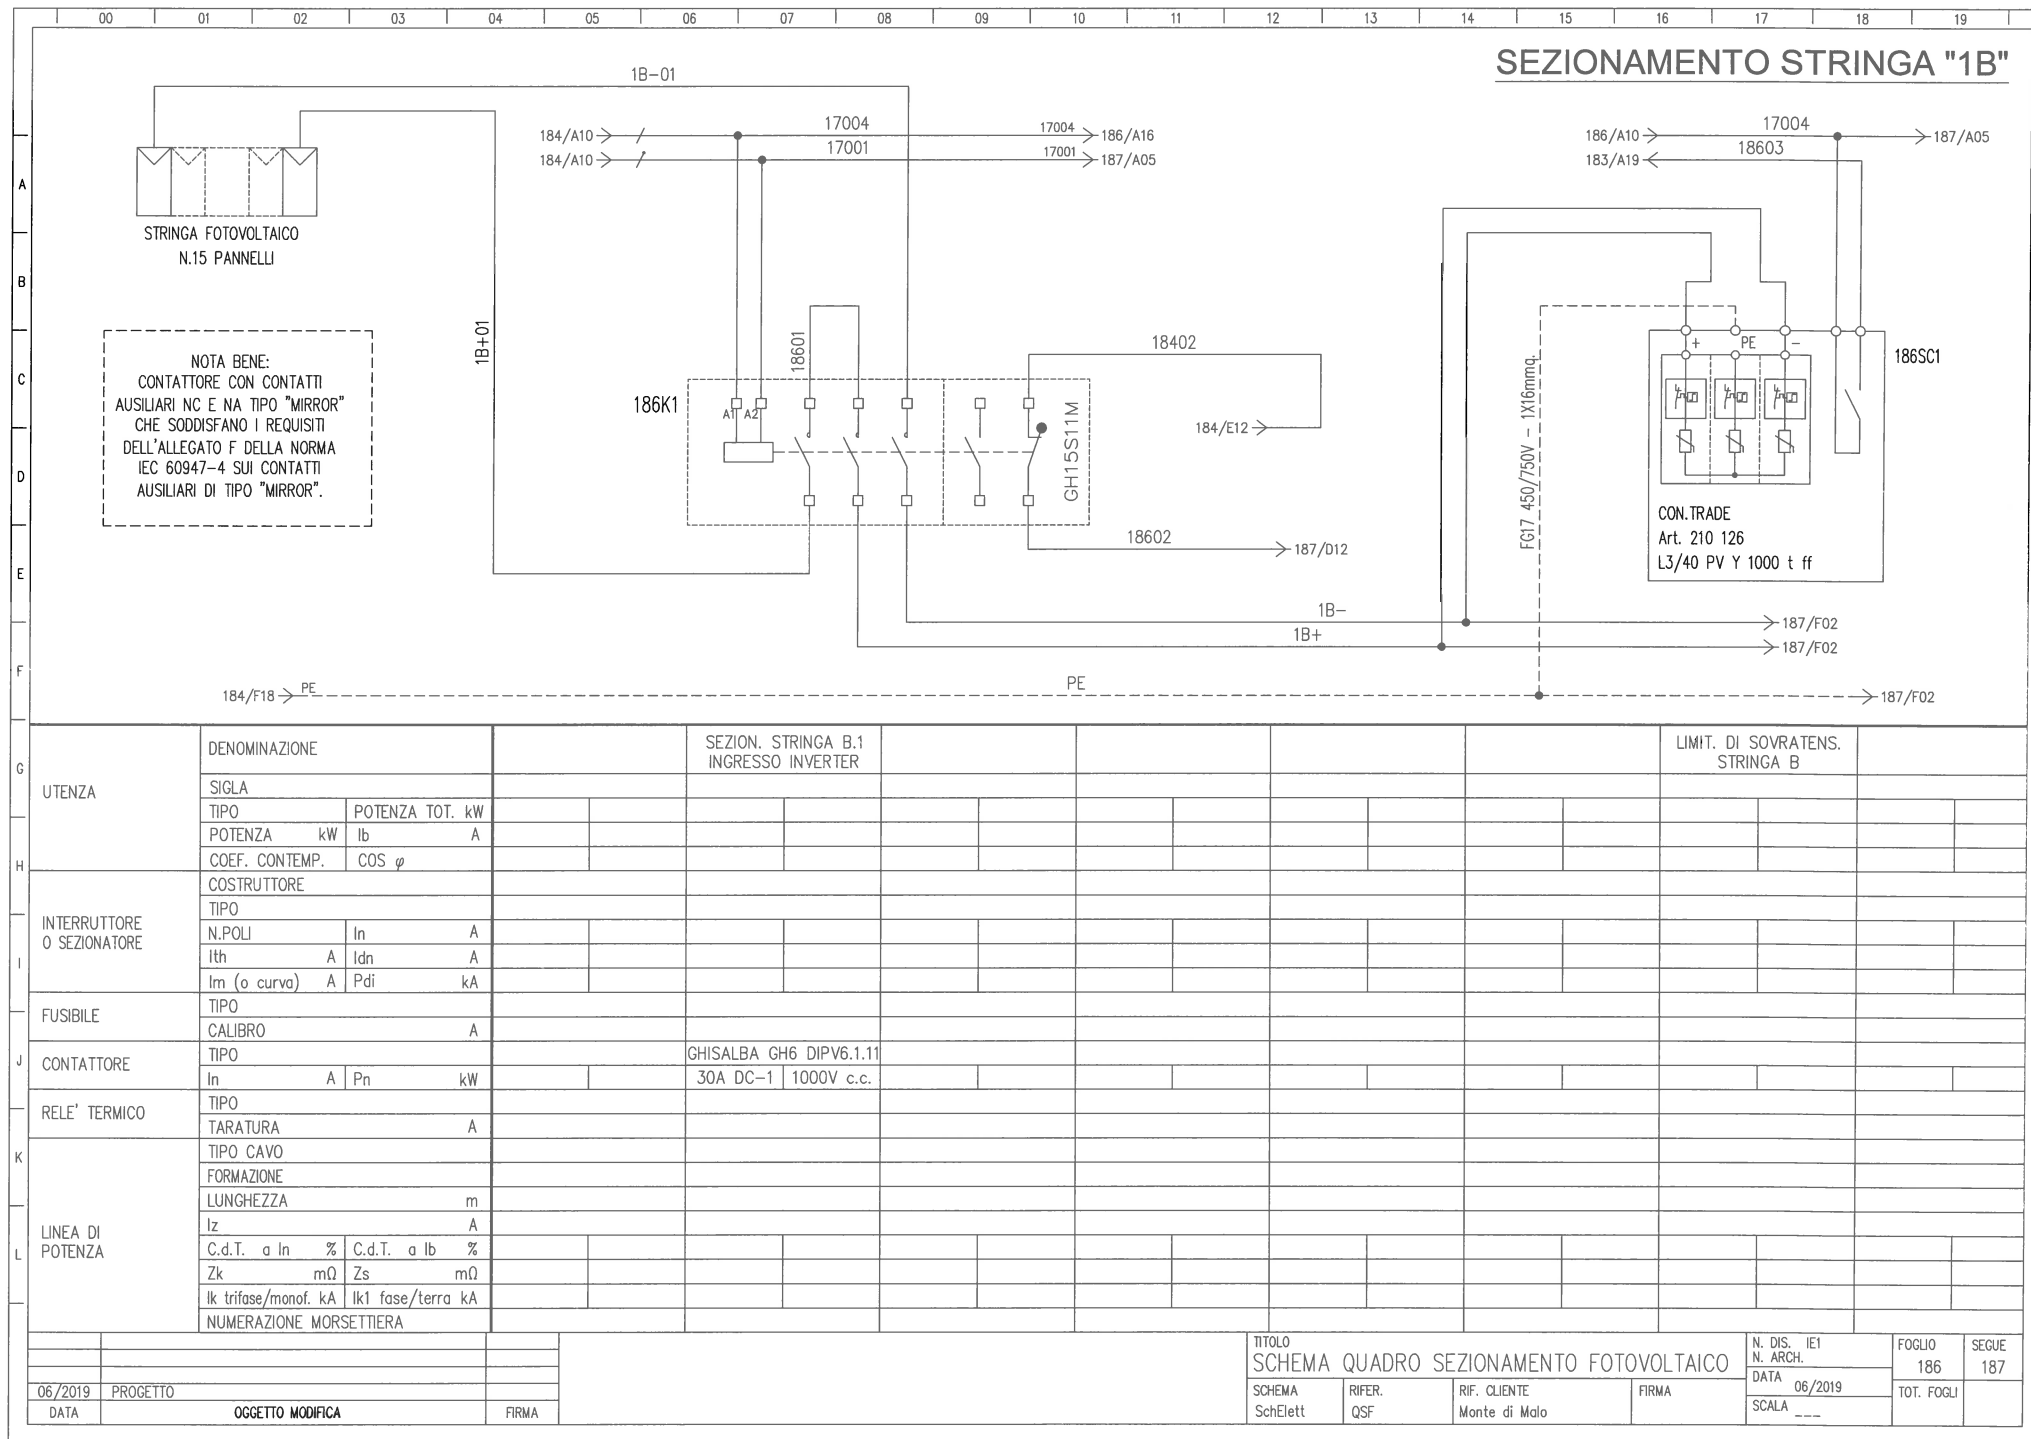 00 01 02 03 04 05 06 07 08 09 10 11 12 13 14 15 16 17 18 19
SEZIONAMENTO STRINGA "1B"
1B-01
184/A10 17004 17004 186/A16
184/A10 17001 17001 187/A05
186/A10 17004 187/A05
183/A19 18603
A
STRINGA FOTOVOLTAICO
N.15 PANNELLI
B
1B+01
18601
18402
C
NOTA BENE:
CONTATTORE CON CONTATTI
AUSILIARI NC E NA TIPO "MIRROR"
CHE SODDISFANO I REQUISITI
DELL'ALLEGATO F DELLA NORMA
IEC 60947-4 SUI CONTATTI
AUSILIARI DI TIPO "MIRROR".
186K1
A1 A2
GH15S11M
184/E12
FG17 450/750V - 1X16mmq.
+ PE -
186SC1
D
CON.TRADE
Art. 210 126
L3/40 PV Y 1000 t ff
18602
187/D12
E
1B-
187/F02
1B+
187/F02
F
184/F18 PE PE 187/F02
G
UTENZA
DENOMINAZIONE
SEZION. STRINGA B.1
INGRESSO INVERTER
LIMIT. DI SOVRATENS.
STRINGA B
SIGLA
TIPO POTENZA TOT. kW
POTENZA kW Ib A
COEF. CONTEMP. COS φ
H
INTERRUTTORE
O SEZIONATORE
COSTRUTTORE
TIPO
N.POLI In A
Ith A Idn A
Im (o curva) A Pdi kA
I
FUSIBILE
TIPO
CALIBRO A
J
CONTATTORE
TIPO GHISALBA GH6 DIPV6.1.11
In A Pn kW 30A DC-1 1000V c.c.
RELE' TERMICO
TIPO
TARATURA A
K
LINEA DI
POTENZA
TIPO CAVO
FORMAZIONE
LUNGHEZZA m
Iz A
L
C.d.T. a In % C.d.T. a Ib %
Zk mΩ Zs mΩ
Ik trifase/monof. kA Ik1 fase/terra kA
NUMERAZIONE MORSETTIERA
06/2019 PROGETTO
DATA OGGETTO MODIFICA FIRMA
TITOLO
SCHEMA QUADRO SEZIONAMENTO FOTOVOLTAICO
SCHEMA
SchElett
RIFER.
QSF
RIF. CLIENTE
Monte di Malo
FIRMA
N. DIS. IE1
N. ARCH.
DATA
06/2019
SCALA ---
FOGLIO
186
SEGUE
187
TOT. FOGLI